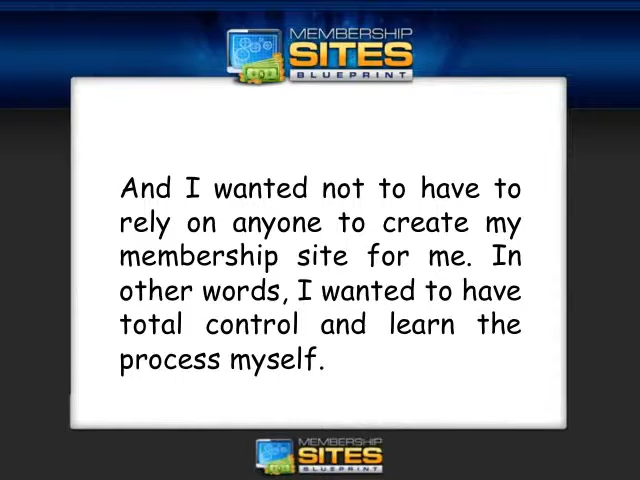 MEMBERSHIP
SITES
BLUEPRINT
And I wanted not to have to
rely on anyone to create my
membership site for me. In
other words, I wanted to have
total control and learn the
process myself.
MEMBERSHIP
SITES
BLUEPRINT